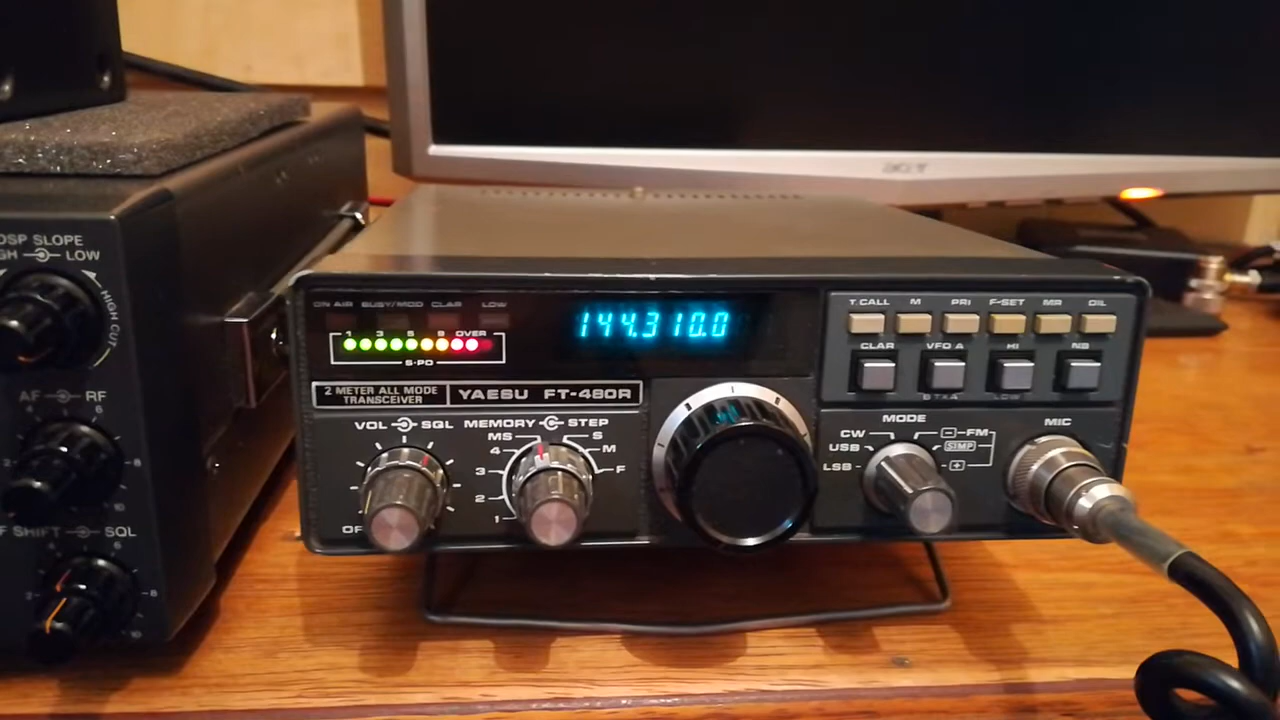 acer
DSP SLOPE
LOW
HIGH CUT
AF RF
SHIFT SQL
ON AIR BUSY/MOD CLAR LOW
1 3 5 9 OVER
S·PO
144.310.0
T.CALL M PRI F-SET MR DIL
CLAR VFO A HI NB
LOW
2 METER ALL MODE
TRANSCEIVER
YAESU FT-480R
VOL SQL
MEMORY STEP
MS S
4 M
3 F
2
1
MODE
CW − FM
USB SIMP
LSB +
MIC